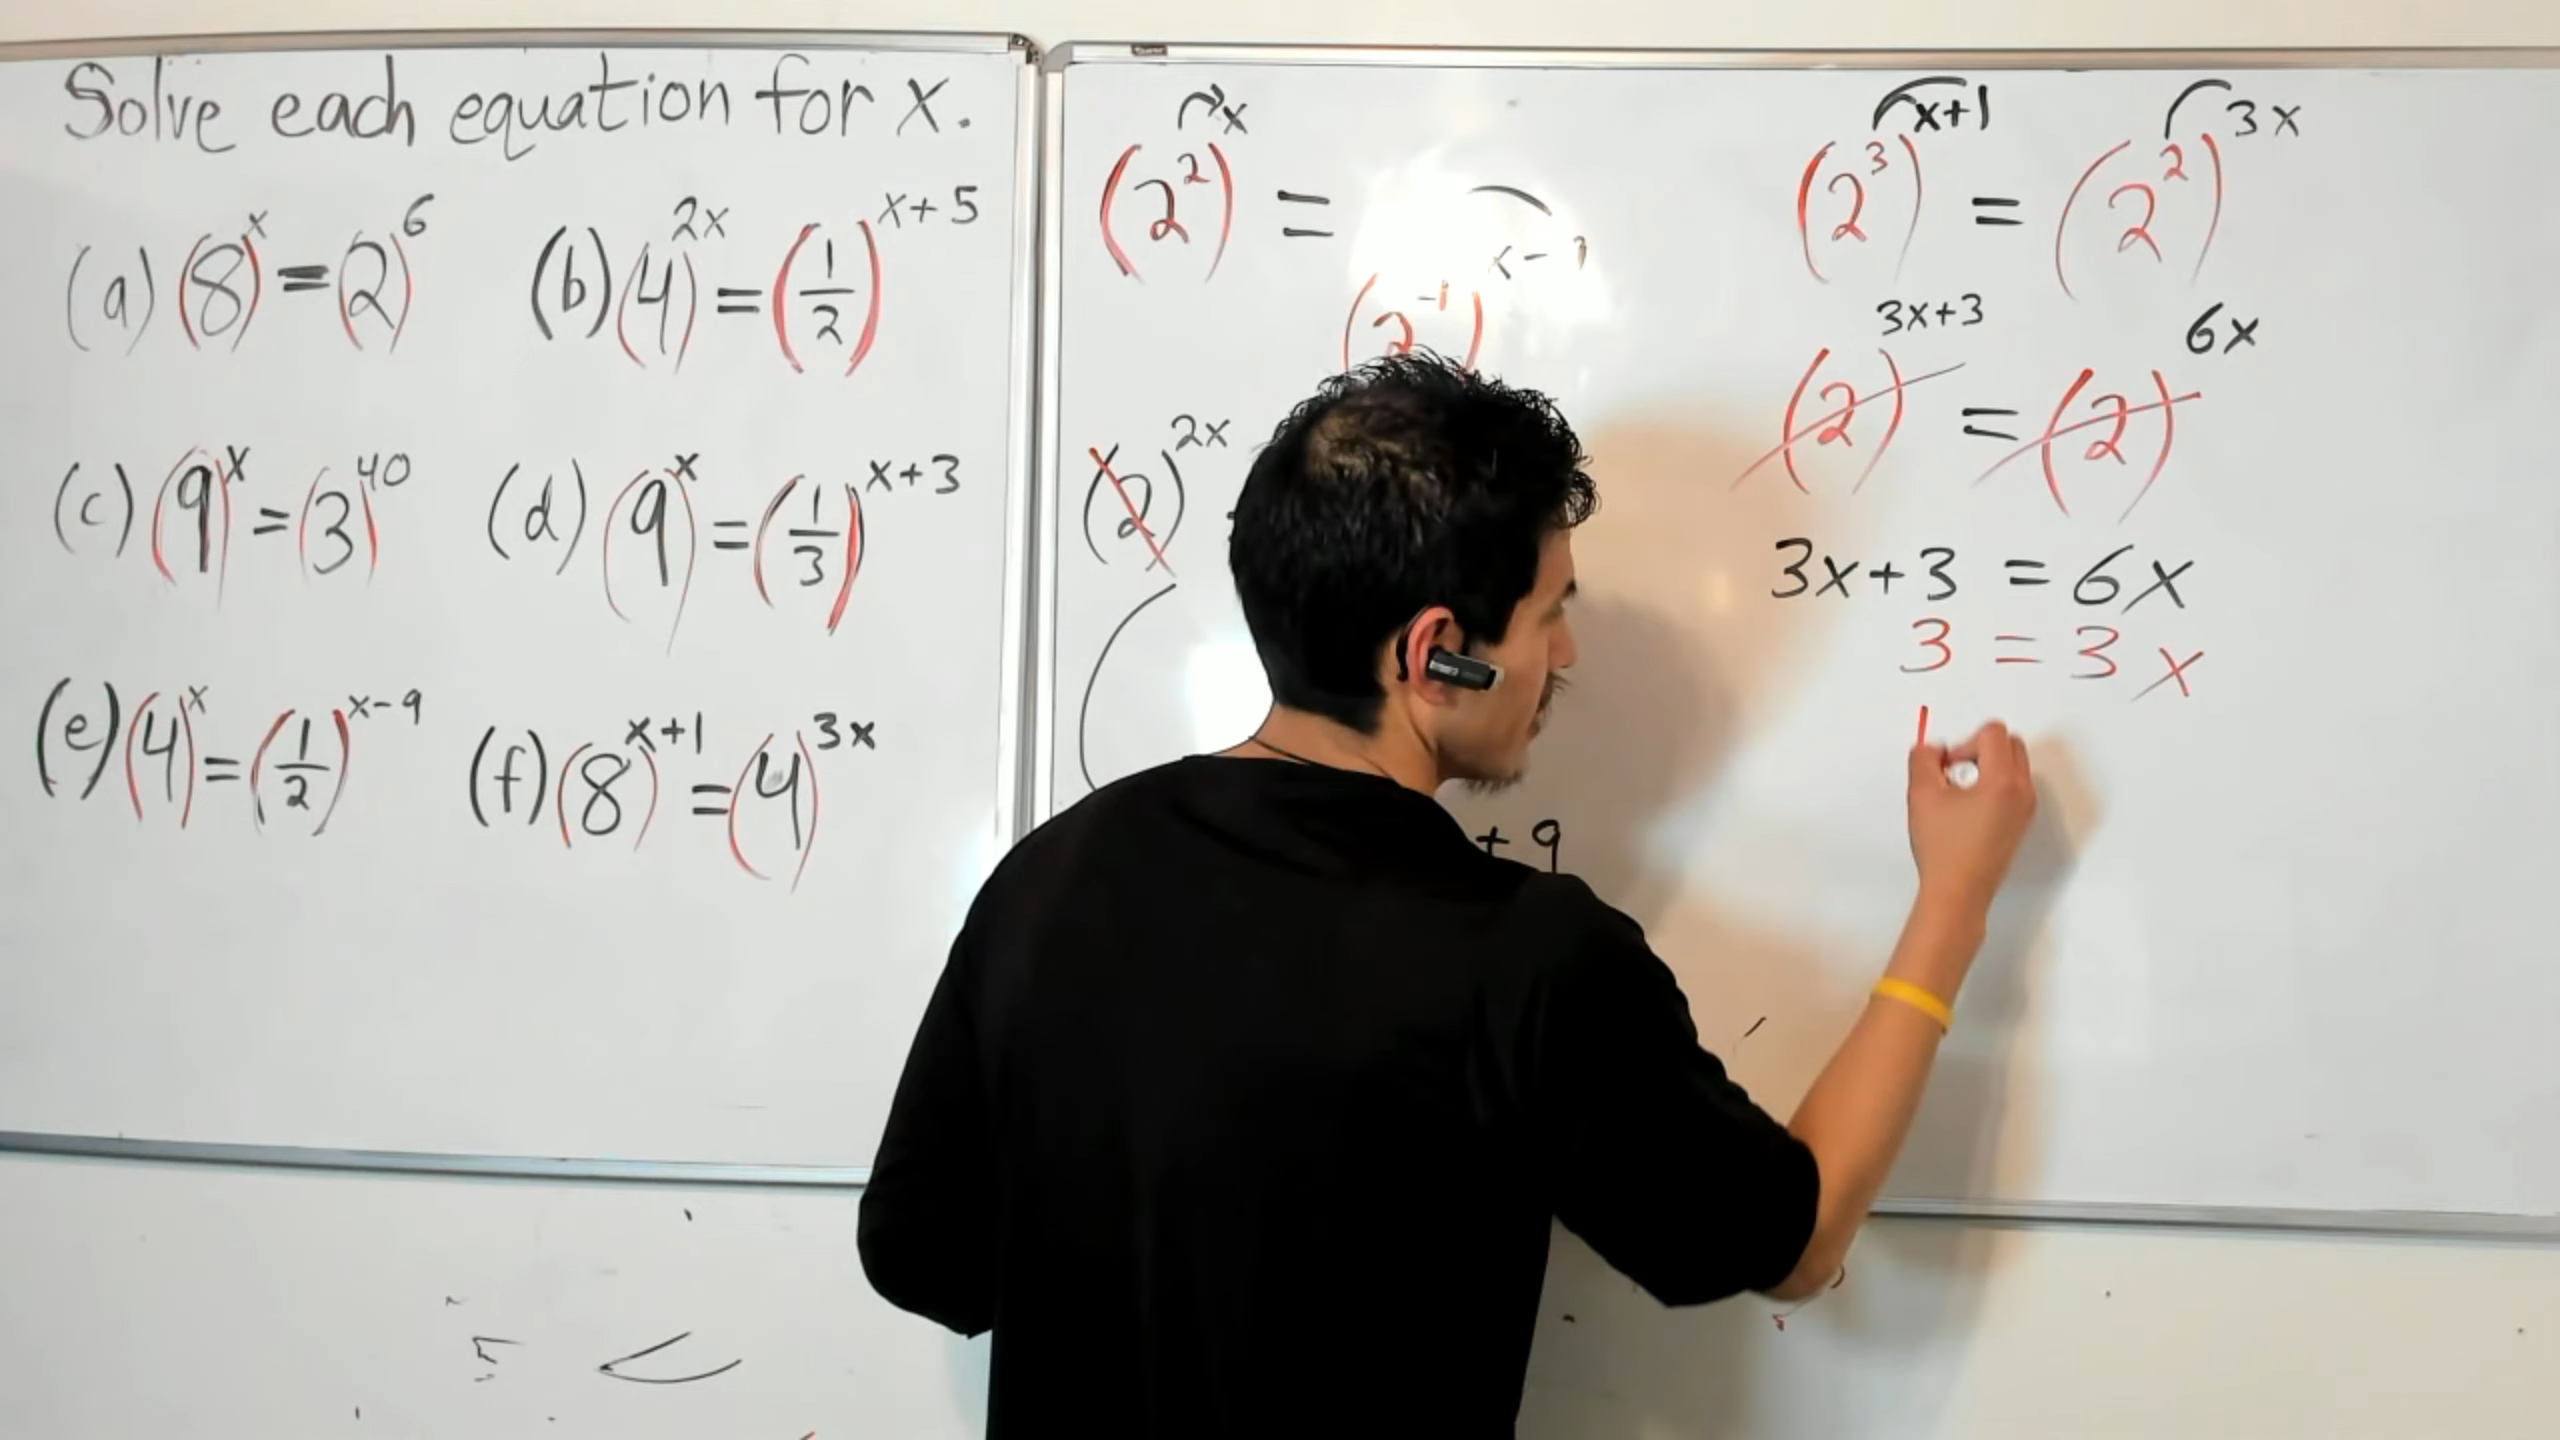 Solve each equation for x.
(a) (8)^x = (2)^6
(b) (4)^2x = (1/2)^x+5
(c) (9)^x = (3)^40
(d) (9)^x = (1/3)^x+3
(e) (4)^x = (1/2)^x-9
(f) (8)^x+1 = (4)^3x
(2^2)^x =
(2^-1)
(2)^2x
+ 9
(2^3)^x+1 = (2^2)^3x
(2)^3x+3 = (2)^6x
3x+3 = 6x
3 = 3x
5 <